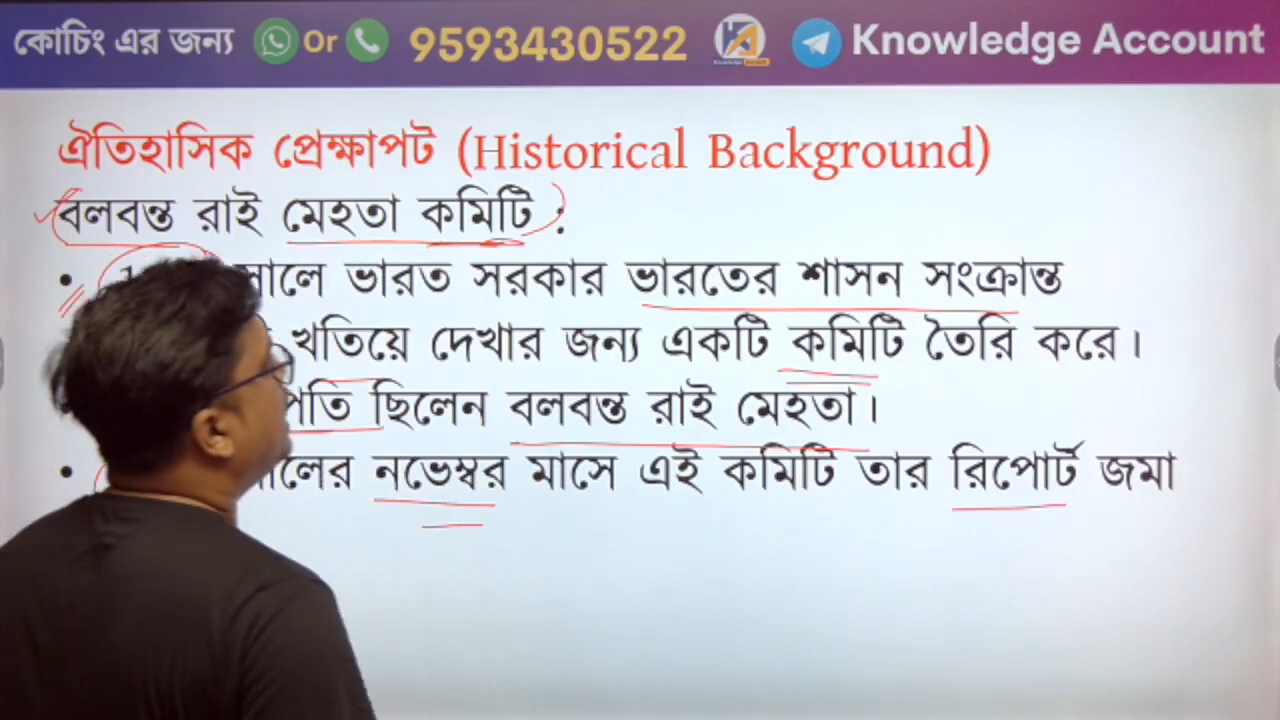 কোচিং এর জন্য Or 9593430522 Knowledge Account
ঐতিহাসিক প্রেক্ষাপট (Historical Background)
বলবন্ত রাই মেহতা কমিটি :
সালে ভারত সরকার ভারতের শাসন সংক্রান্ত
খতিয়ে দেখার জন্য একটি কমিটি তৈরি করে।
ছিলেন বলবন্ত রাই মেহতা।
নভেম্বর মাসে এই কমিটি তার রিপোর্ট জমা